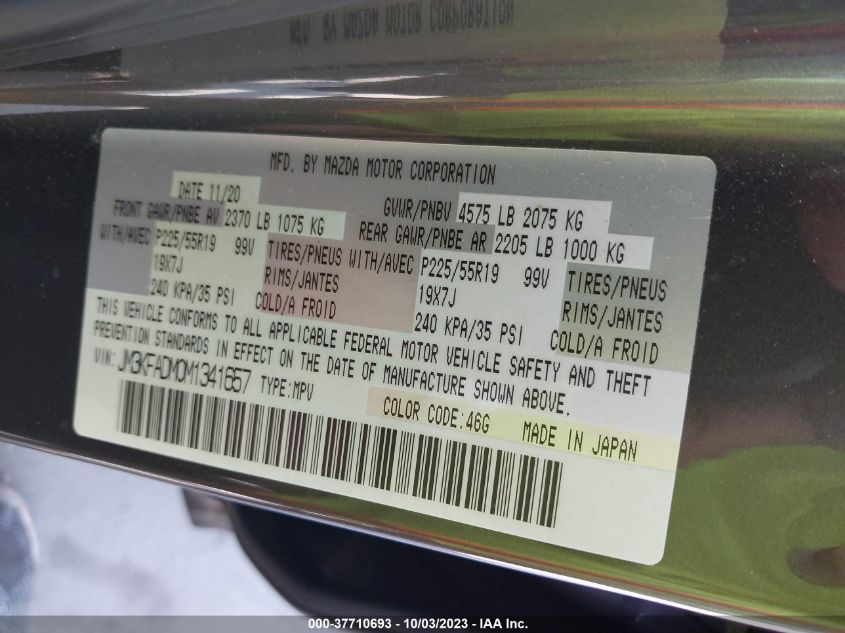 MFD. BY MAZDA MOTOR CORPORATION
MFD. BY MAZDA MOTOR CORPORATION
DATE 11/20 GVWR/PNBV 4575 LB 2075 KG
FRONT GAWR/PNBE AV 2370 LB 1075 KG REAR GAWR/PNBE AR 2205 LB 1000 KG
WITH/AVEC P225/55R19 99V TIRES/PNEUS WITH/AVEC P225/55R19 99V TIRES/PNEUS
19X7J RIMS/JANTES 19X7J RIMS/JANTES
240 KPA/35 PSI COLD/A FROID 240 KPA/35 PSI COLD/A FROID
THIS VEHICLE CONFORMS TO ALL APPLICABLE FEDERAL MOTOR VEHICLE SAFETY AND THEFT
PREVENTION STANDARDS IN EFFECT ON THE DATE OF MANUFACTURE SHOWN ABOVE.
VIN: JM3KFADM0M1341657 TYPE:MPV
COLOR CODE:46G MADE IN JAPAN
000-37710693 - 10/03/2023 - IAA Inc.